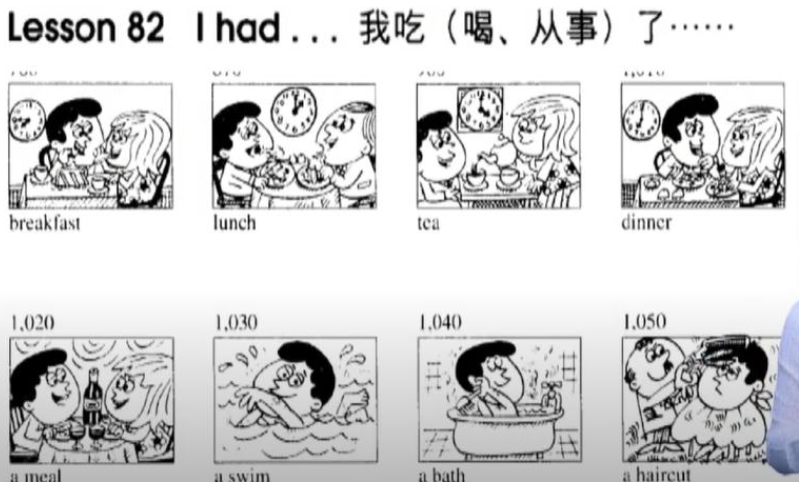 Lesson 82 I had . . . 我吃（喝、从事）了……
breakfast lunch tea dinner
1,020 1,030 1,040 1,050
a meal a swim a bath a haircut